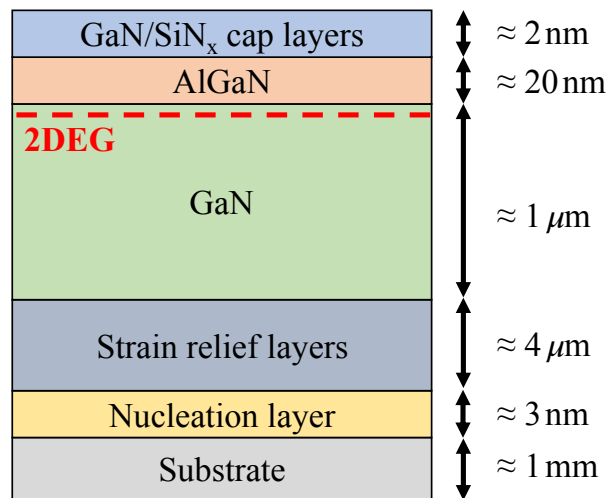 GaN/SiNₓ cap layers
≈ 2 nm
AlGaN
≈ 20 nm
2DEG
GaN
≈ 1 μm
Strain relief layers
≈ 4 μm
Nucleation layer
≈ 3 nm
Substrate
≈ 1 mm